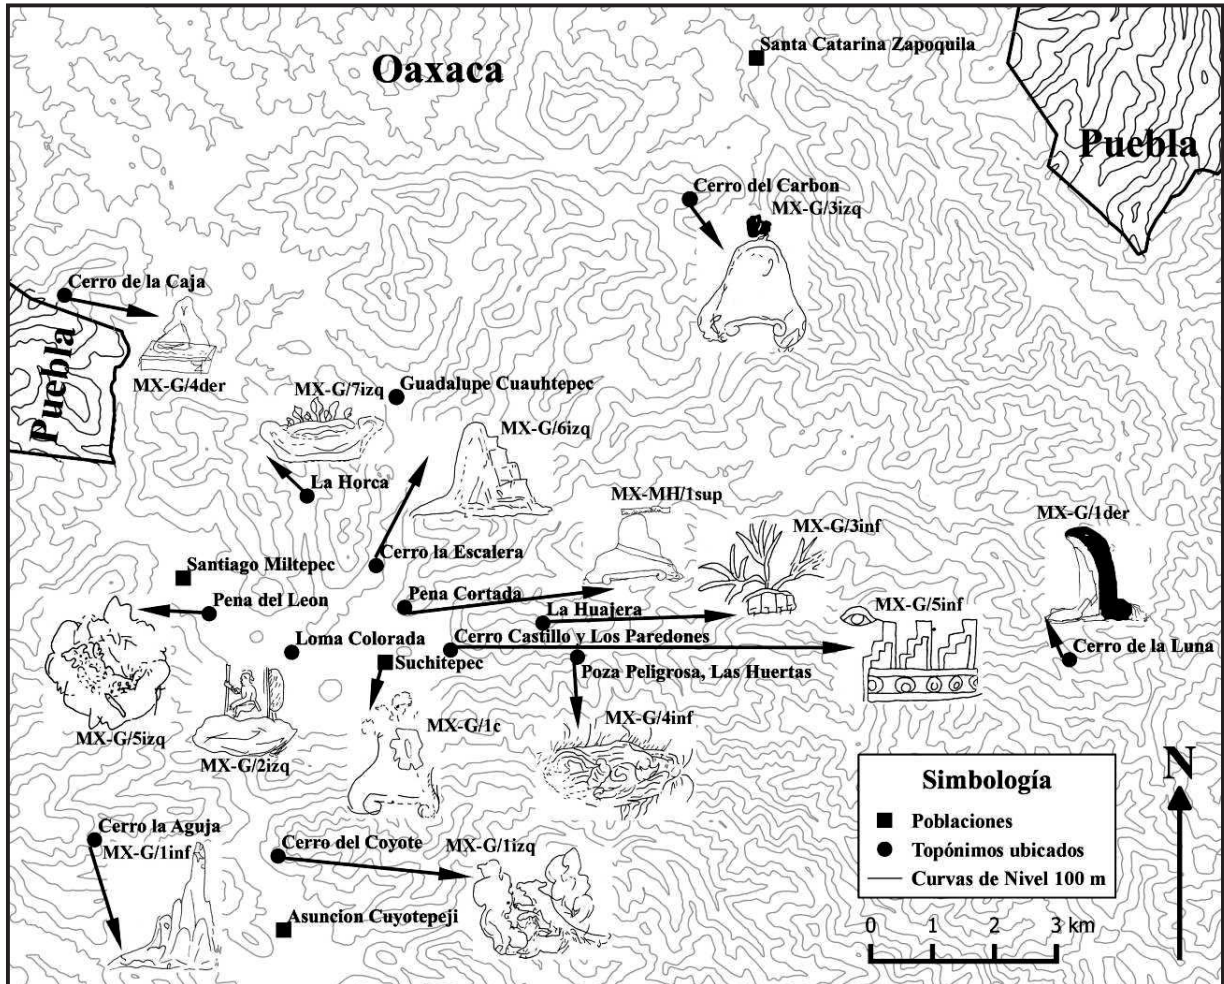 Santa Catarina Zapoquila
Oaxaca
Puebla
Cerro del Carbon
MX-G/3izq
Cerro de la Caja
Puebla
MX-G/4der
MX-G/7izq
Guadalupe Cuauhtepec
MX-G/6izq
La Horca
MX-MH/1sup
MX-G/3inf
MX-G/1der
Cerro la Escalera
Santiago Miltepec
Pena del Leon
Pena Cortada
La Huajera
MX-G/5inf
Loma Colorada
Cerro Castillo y Los Paredones
Cerro de la Luna
Suchitepec
Poza Peligrosa, Las Huertas
MX-G/5izq
MX-G/2izq
MX-G/1c
MX-G/4inf
Cerro la Aguja
MX-G/1inf
Cerro del Coyote
MX-G/1izq
Asuncion Cuyotepeji
N
Simbología
Poblaciones
Topónimos ubicados
Curvas de Nivel 100 m
0 1 2 3 km